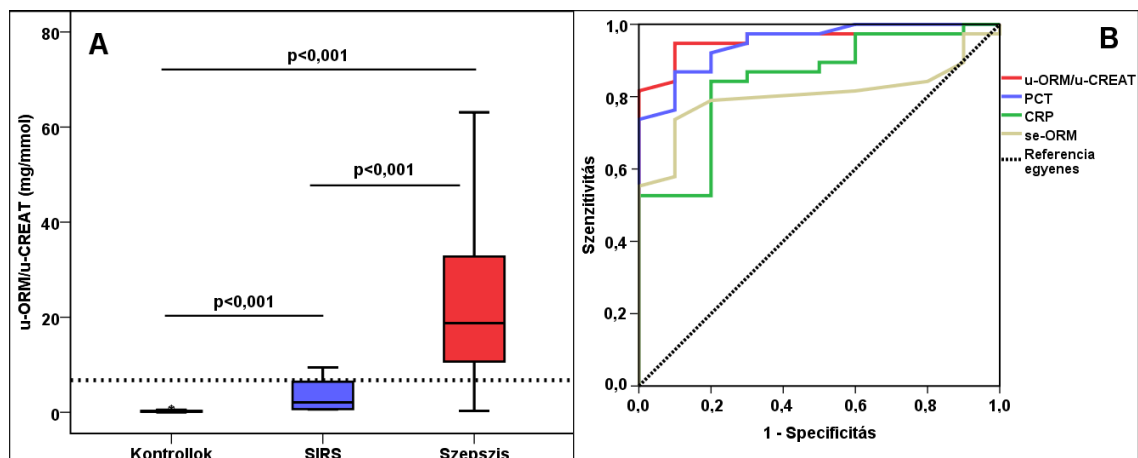 A
80
60
40
20
0
u-ORM/u-CREAT (mg/mmol)
p<0,001
p<0,001
p<0,001
*
Kontrollok
SIRS
Szepszis
B
1,0
0,8
0,6
0,4
0,2
0,0
Szenzitivitás
0,0
0,2
0,4
0,6
0,8
1,0
1 - Specificitás
u-ORM/u-CREAT
PCT
CRP
se-ORM
Referencia
egyenes